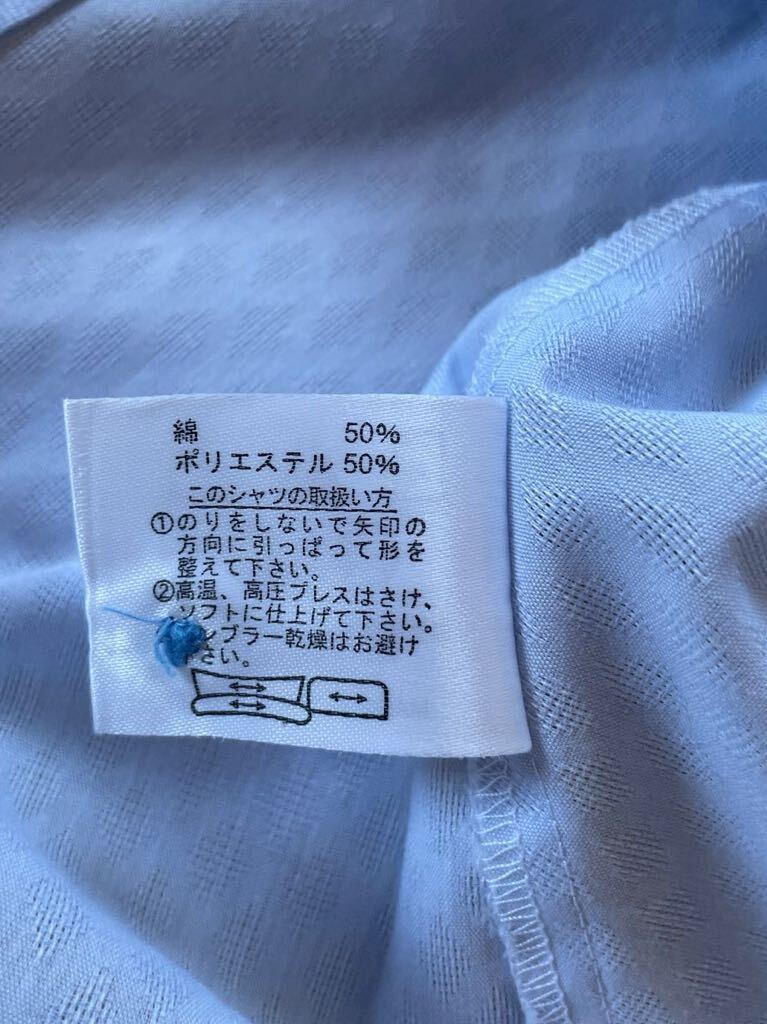 綿 50%
ポリエステル 50%
このシャツの取扱い方
①のりをしないで矢印の
方向に引っぱって形を
整えて下さい。
②高温、高圧プレスはさけ、
ソフトに仕上げて下さい。
ンブラー乾燥はお避け
さい。